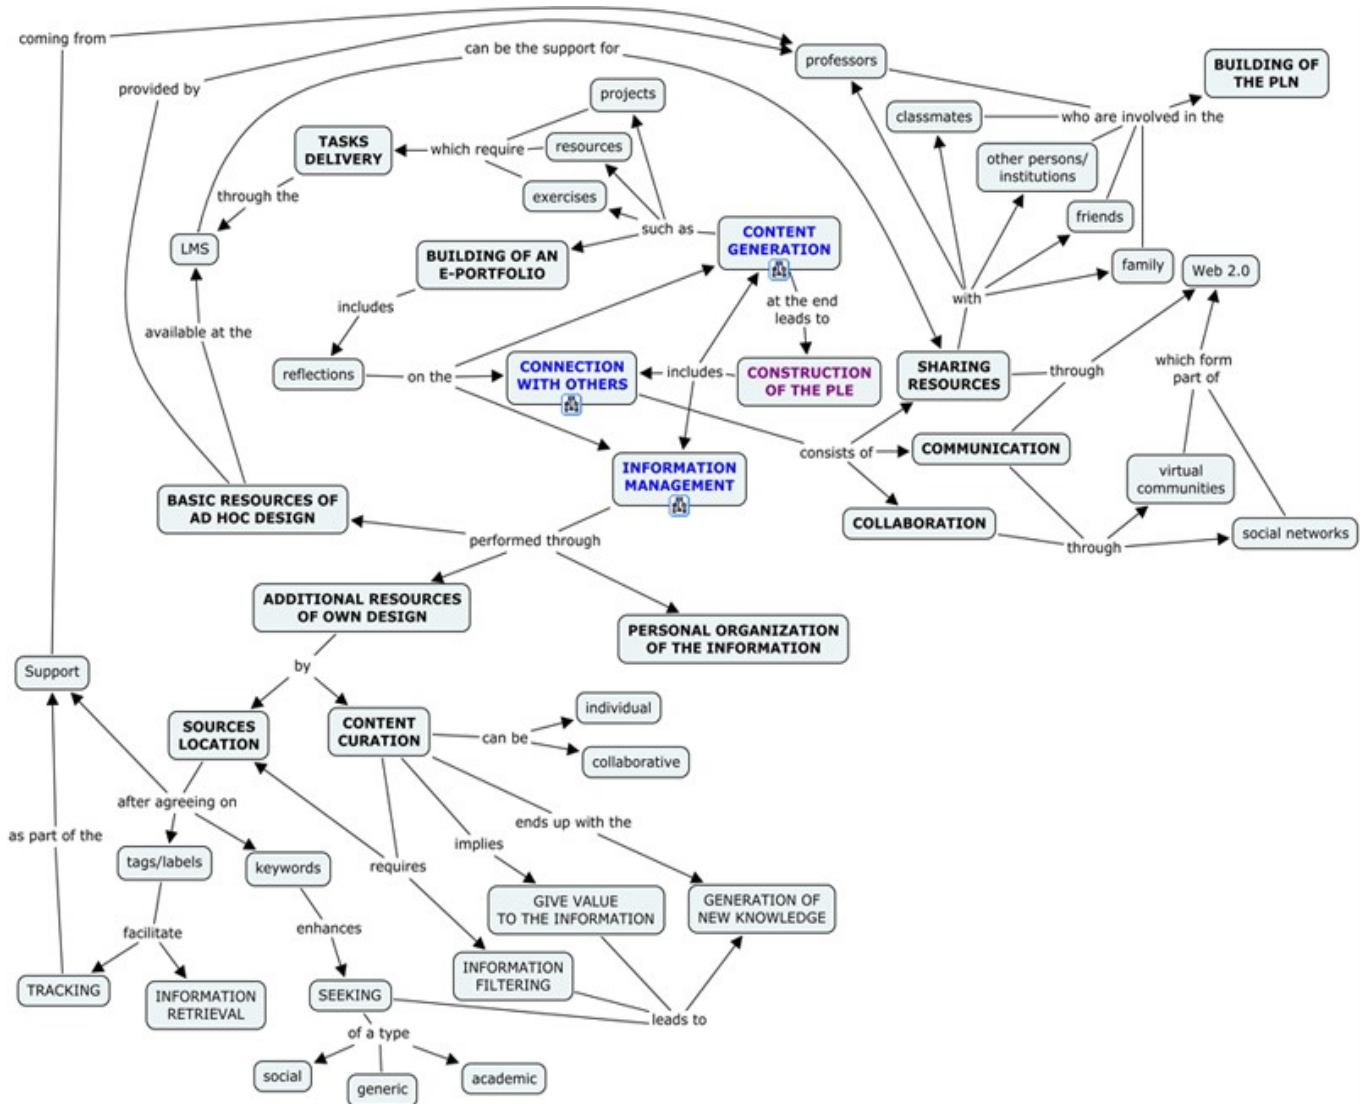 coming from
can be the support for
professors
BUILDING OF
THE PLN
provided by
projects
classmates
who are involved in the
TASKS
DELIVERY
which require
resources
other persons/
institutions
through the
exercises
friends
such as
CONTENT
GENERATION
LMS
BUILDING OF AN
E-PORTFOLIO
family
Web 2.0
with
at the end
leads to
includes
available at the
which form
part of
reflections
on the
CONNECTION
WITH OTHERS
includes
CONSTRUCTION
OF THE PLE
SHARING
RESOURCES
through
consists of
COMMUNICATION
INFORMATION
MANAGEMENT
virtual
communities
BASIC RESOURCES OF
AD HOC DESIGN
COLLABORATION
social networks
performed through
through
ADDITIONAL RESOURCES
OF OWN DESIGN
PERSONAL ORGANIZATION
OF THE INFORMATION
Support
by
individual
SOURCES
LOCATION
CONTENT
CURATION
can be
collaborative
after agreeing on
ends up with the
as part of the
implies
tags/labels
keywords
requires
GIVE VALUE
TO THE INFORMATION
GENERATION OF
NEW KNOWLEDGE
facilitate
enhances
INFORMATION
FILTERING
TRACKING
INFORMATION
RETRIEVAL
SEEKING
leads to
of a type
social
generic
academic